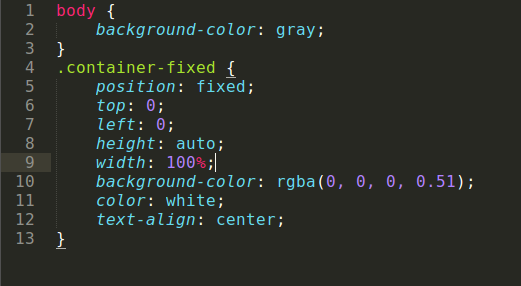 1 body {
2     background-color: gray;
3 }
4 .container-fixed {
5     position: fixed;
6     top: 0;
7     left: 0;
8     height: auto;
9     width: 100%;
10     background-color: rgba(0, 0, 0, 0.51);
11     color: white;
12     text-align: center;
13 }